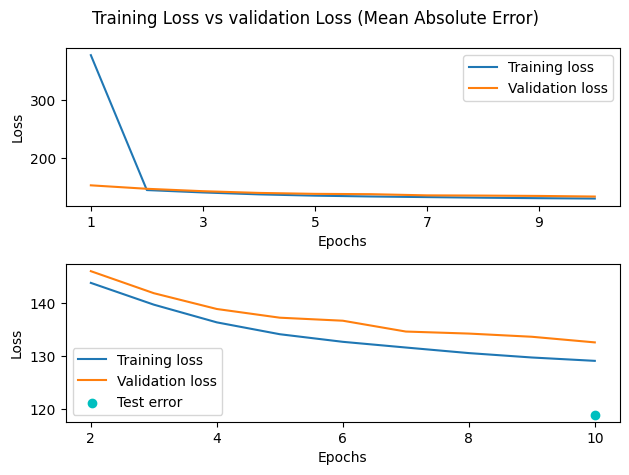 Training Loss vs validation Loss (Mean Absolute Error)
Training loss
Validation loss
300
200
Loss
1 3 5 7 9
Epochs
140
130
120
Loss
Training loss
Validation loss
Test error
2 4 6 8 10
Epochs